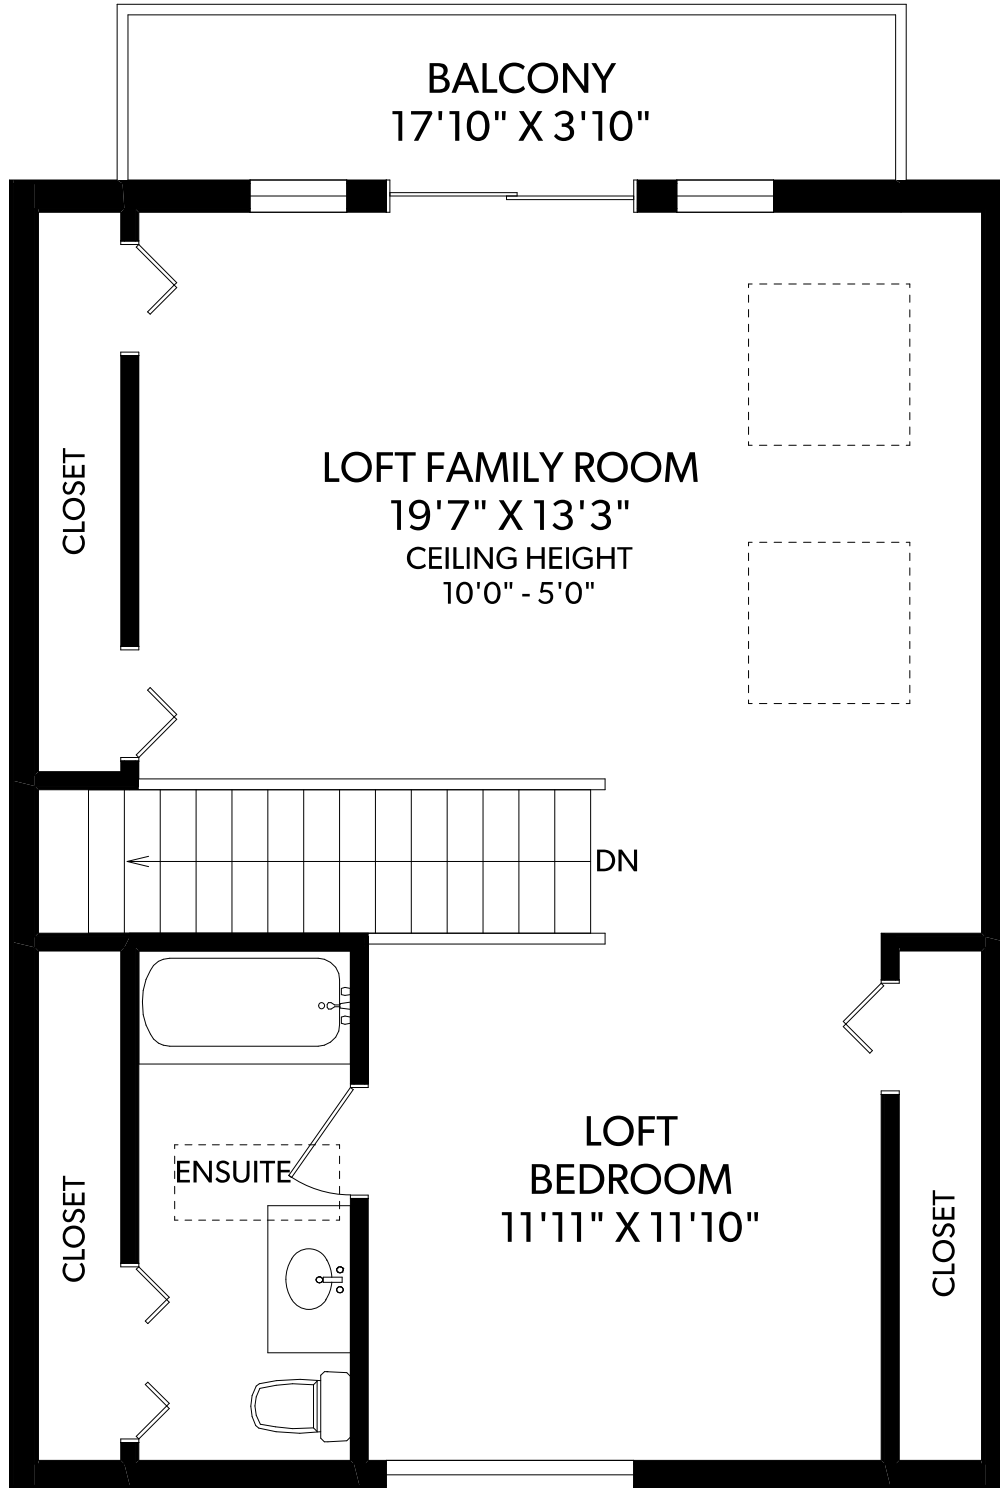 BALCONY
17'10" X 3'10"
LOFT FAMILY ROOM
19'7" X 13'3"
CEILING HEIGHT
10'0" - 5'0"
CLOSET
DN
ENSUITE
LOFT
BEDROOM
11'11" X 11'10"
CLOSET
CLOSET